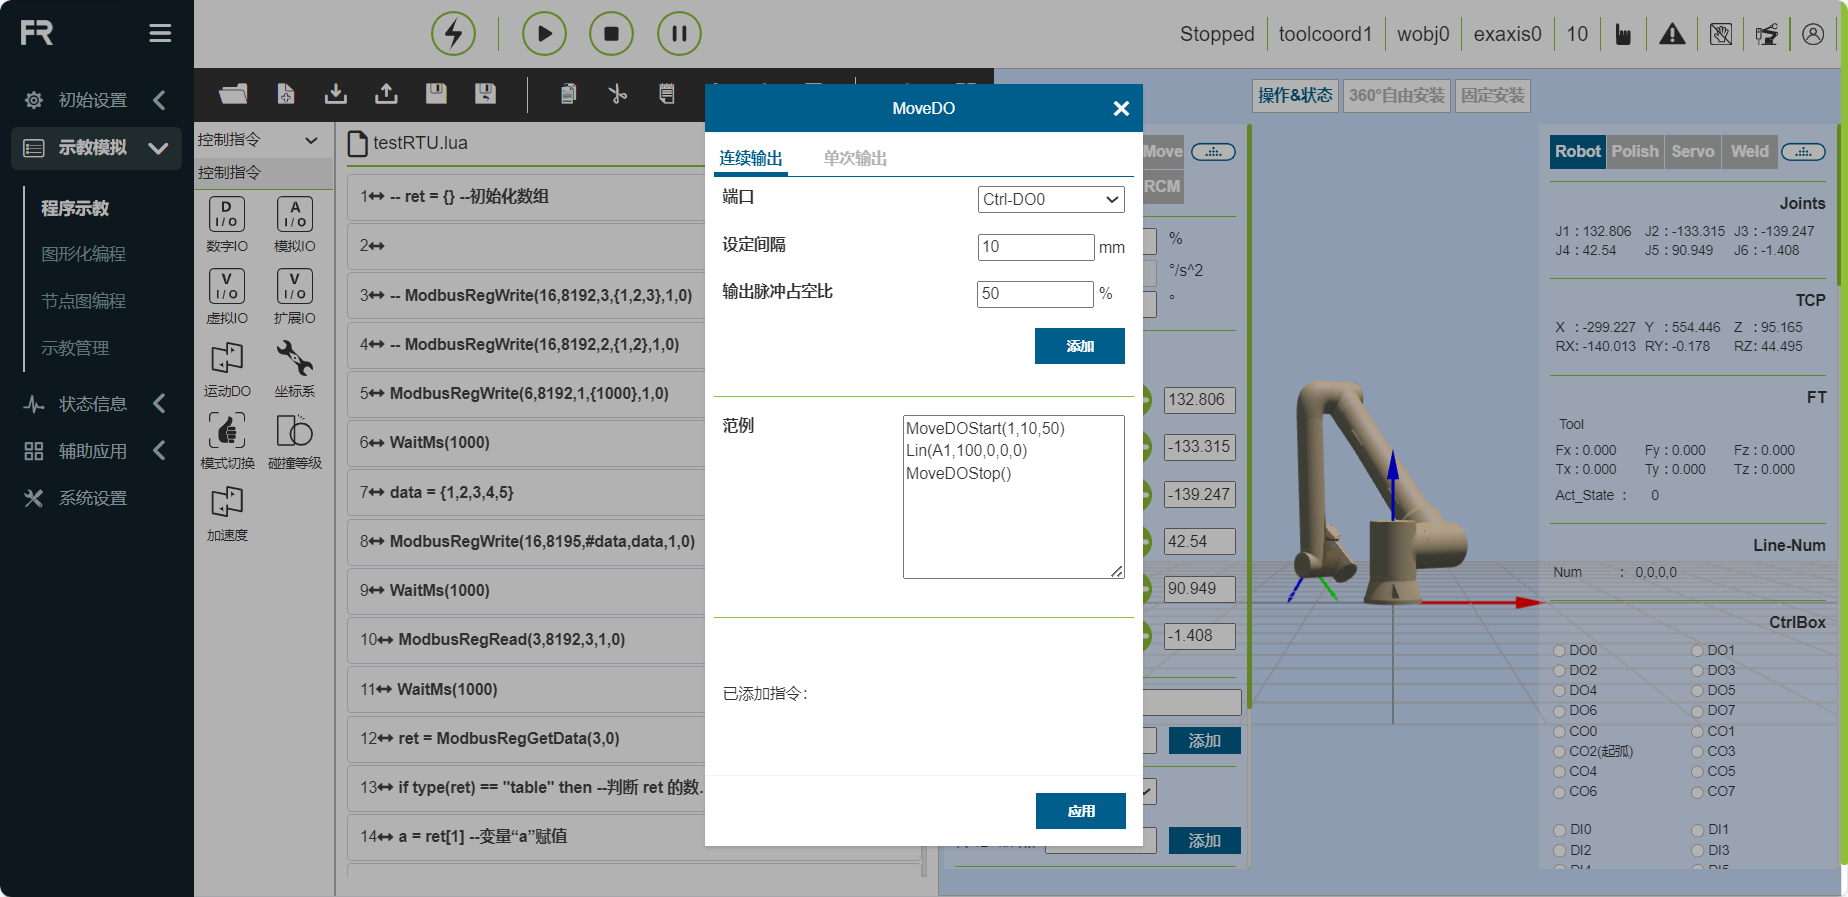 FR
Stopped
toolcoord1
wobj0
exaxis0
10
初始设置
示教模拟
程序示教
图形化编程
节点图编程
示教管理
状态信息
辅助应用
系统设置
控制指令
控制指令
D
I/O
数字IO
A
I/O
模拟IO
V
I/O
虚拟IO
V
I/O
扩展IO
运动DO
坐标系
模式切换
碰撞等级
加速度
testRTU.lua
1 -- ret = {} --初始化数组
2
3 -- ModbusRegWrite(16,8192,3,{1,2,3},1,0)
4 -- ModbusRegWrite(16,8192,2,{1,2},1,0)
5 ModbusRegWrite(6,8192,1,{1000},1,0)
6 WaitMs(1000)
7 data = {1,2,3,4,5}
8 ModbusRegWrite(16,8195,#data,data,1,0)
9 WaitMs(1000)
10 ModbusRegRead(3,8192,3,1,0)
11 WaitMs(1000)
12 ret = ModbusRegGetData(3,0)
13 if type(ret) == "table" then --判断 ret 的数...
14 a = ret[1] --变量“a”赋值
MoveDO
连续输出
单次输出
端口
Ctrl-DO0
设定间隔
10
mm
输出脉冲占空比
50
%
添加
范例
MoveDOStart(1,10,50)
Lin(A1,100,0,0,0)
MoveDOStop()
已添加指令：
应用
Move
RCM
%
°/s^2
°
132.806
-133.315
-139.247
42.54
90.949
-1.408
添加
添加
操作&状态
360°自由安装
固定安装
Robot
Polish
Servo
Weld
Joints
J1 : 132.806 J2 : -133.315 J3 : -139.247
J4 : 42.54 J5 : 90.949 J6 : -1.408
TCP
X : -299.227 Y : 554.446 Z : 95.165
RX: -140.013 RY: -0.178 RZ: 44.495
FT
Tool
Fx : 0.000 Fy : 0.000 Fz : 0.000
Tx : 0.000 Ty : 0.000 Tz : 0.000
Act_State : 0
Line-Num
Num : 0,0,0,0
CtrlBox
DO0 DO1
DO2 DO3
DO4 DO5
DO6 DO7
CO0 CO1
CO2(起弧) CO3
CO4 CO5
CO6 CO7
DI0 DI1
DI2 DI3
DI4 DI5